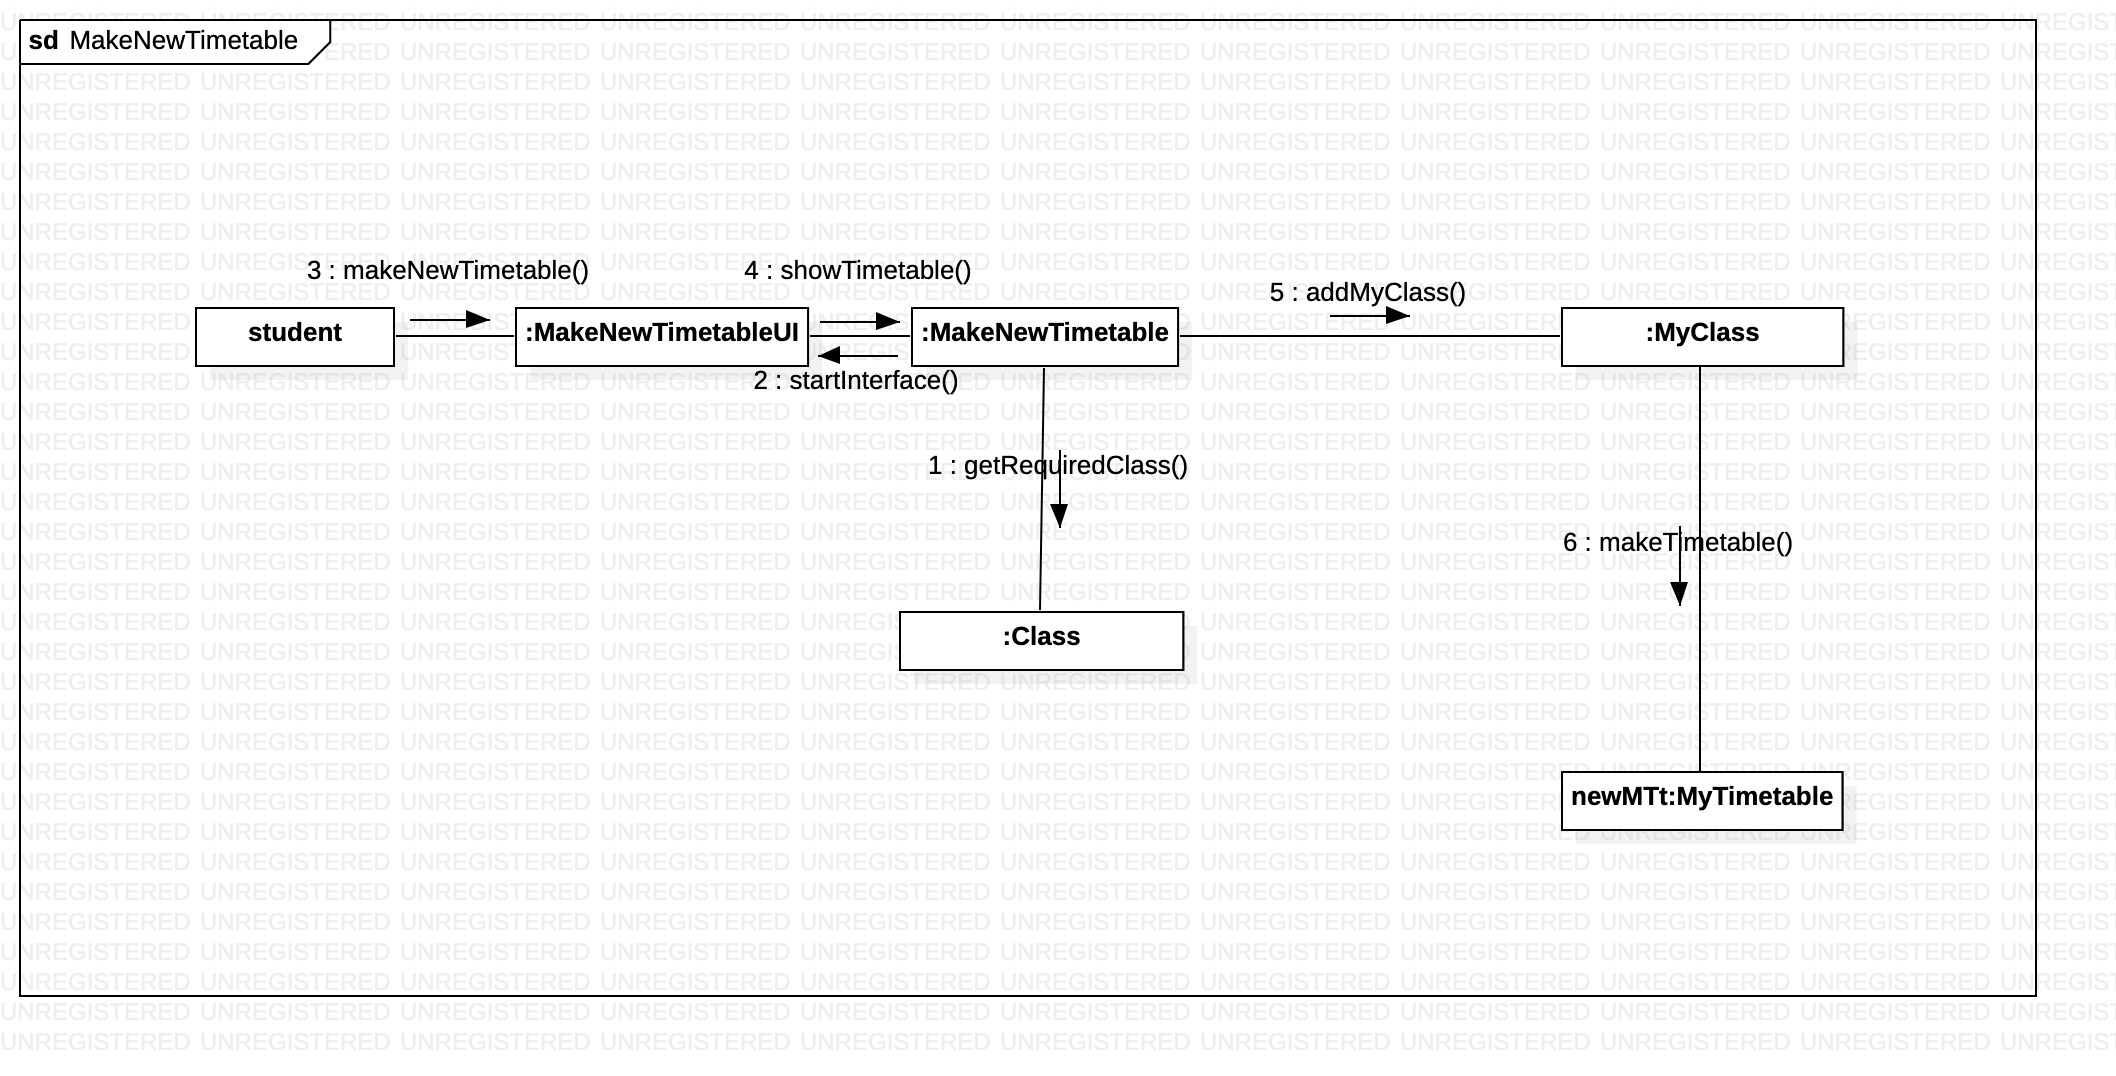 sd MakeNewTimetable
3 : makeNewTimetable()
4 : showTimetable()
5 : addMyClass()
student
:MakeNewTimetableUI
:MakeNewTimetable
:MyClass
2 : startInterface()
1 : getRequiredClass()
6 : makeTimetable()
:Class
newMTt:MyTimetable
UNREGISTERED